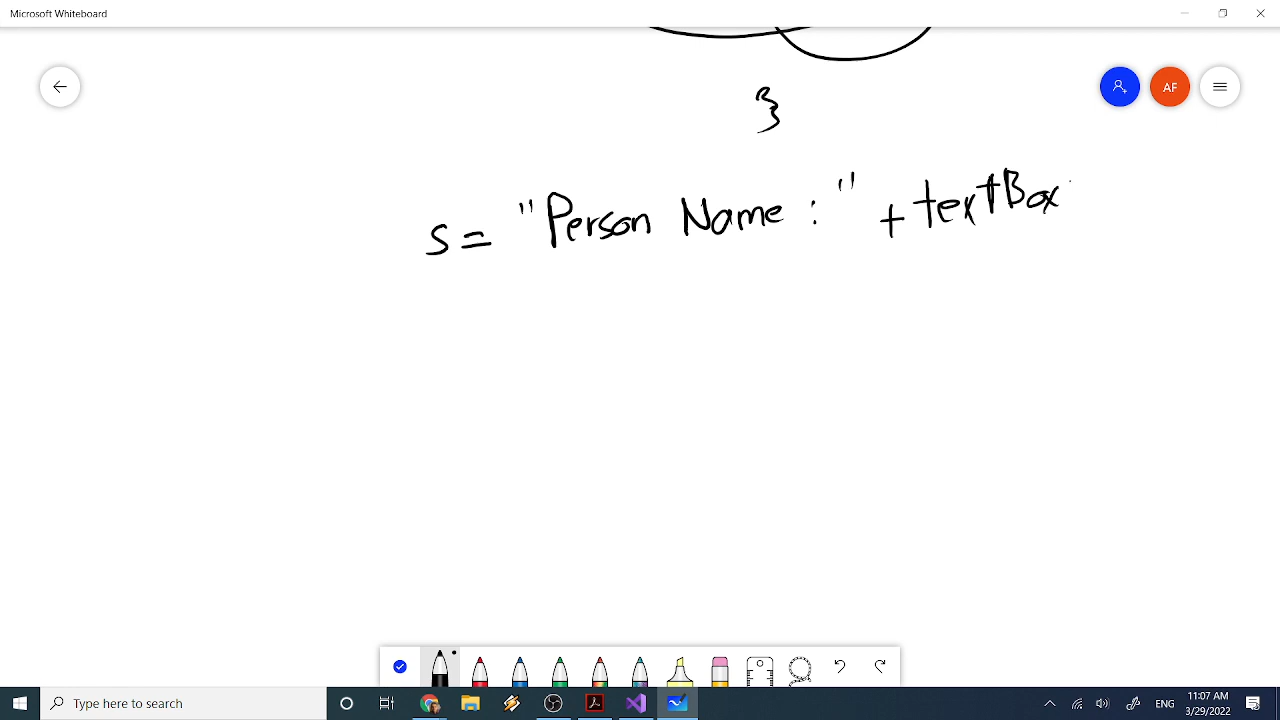 Microsoft Whiteboard
AF
}
s = "Person Name : " + textBox
Type here to search
ENG
11:07 AM
3/29/2022